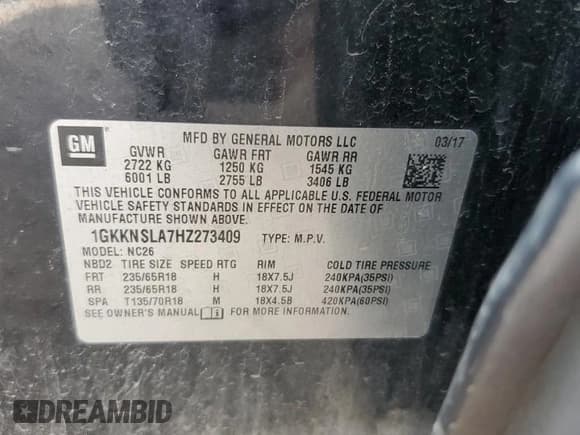 GM
MFD BY GENERAL MOTORS LLC 03/17
GVWR GAWR FRT GAWR RR
2722 KG 1250 KG 1545 KG
6001 LB 2755 LB 3406 LB
THIS VEHICLE CONFORMS TO ALL APPLICABLE U.S. FEDERAL MOTOR
VEHICLE SAFETY STANDARDS IN EFFECT ON THE DATE OF
MANUFACTURE SHOWN ABOVE.
1GKKNSLA7HZ273409 TYPE: M.P.V.
MODEL: NC26
NBD2 TIRE SIZE SPEED RTG RIM COLD TIRE PRESSURE
FRT 235/65R18 H 18X7.5J 240KPA(35PSI)
RR 235/65R18 H 18X7.5J 240KPA(35PSI)
SPA T135/70R18 M 18X4.5B 420KPA(60PSI)
SEE OWNER'S MANUAL FOR MORE INFORMATION.
DREAMBID